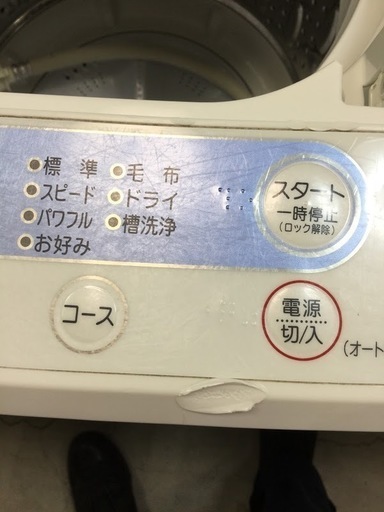 標準
スピード
パワフル
お好み
毛布
ドライ
槽洗浄
スタート
一時停止
(ロック解除)
コース
電源
切/入
(オート